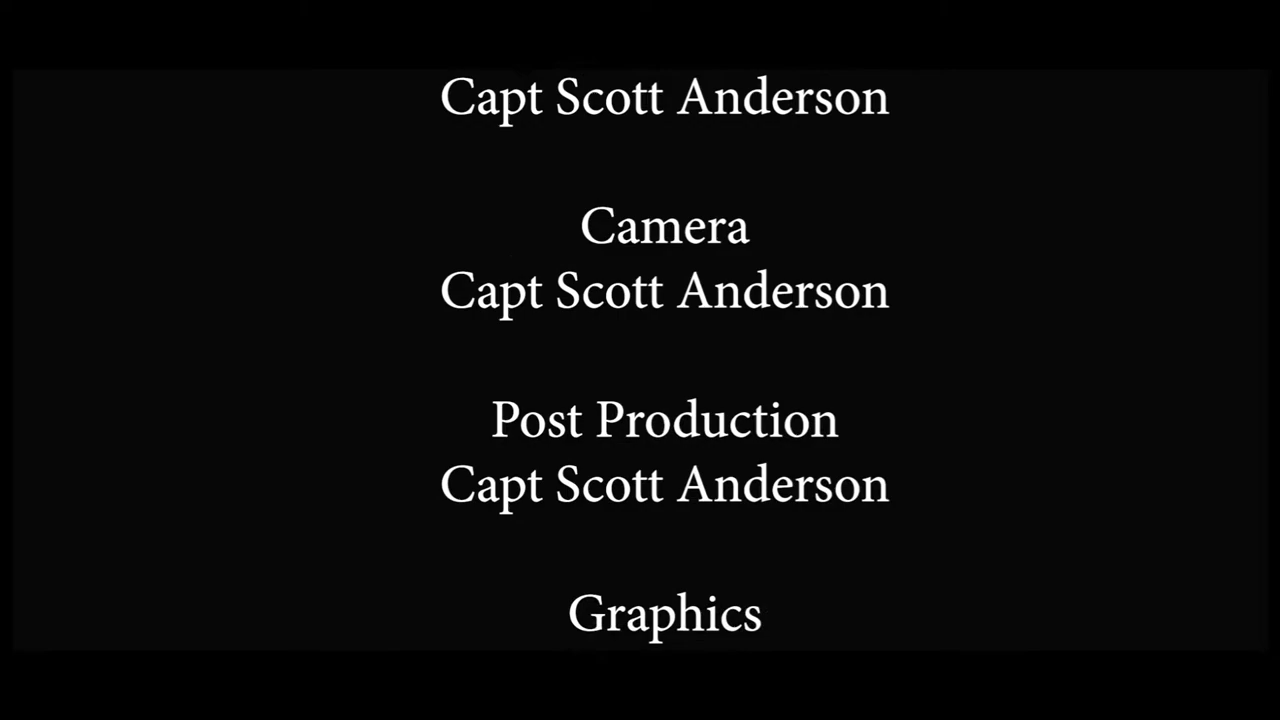 Capt Scott Anderson
Camera
Capt Scott Anderson
Post Production
Capt Scott Anderson
Graphics